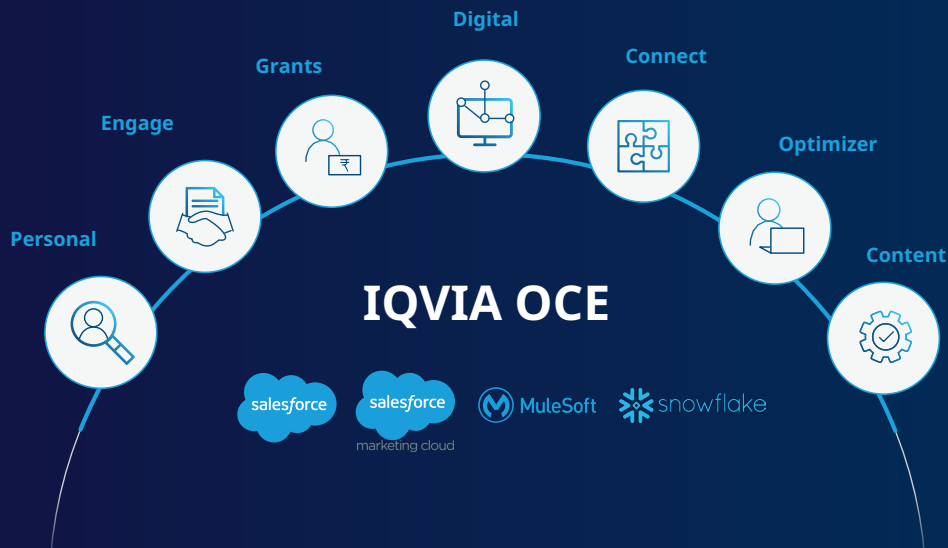 Digital
Connect
Grants
Engage
Optimizer
Personal
Content
₹
IQVIA OCE
salesforce
salesforce
marketing cloud
MuleSoft
snowflake